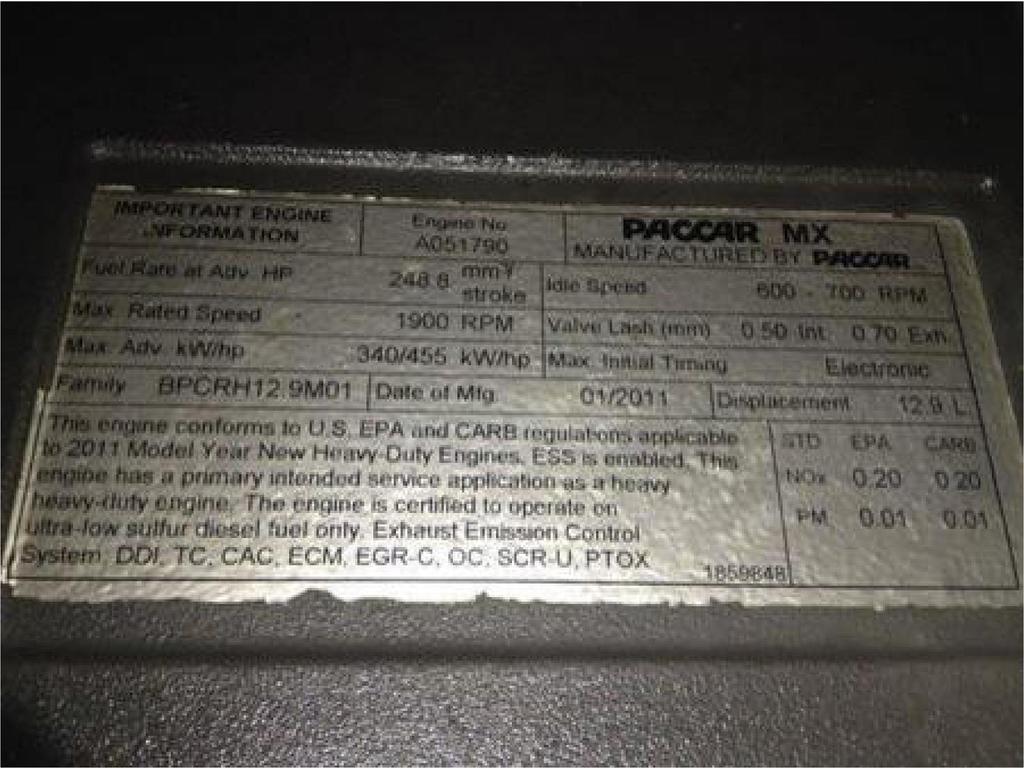 IMPORTANT ENGINE
INFORMATION
Engine No
A051790
PACCAR MX
MANUFACTURED BY PACCAR
Fuel Rate at Adv. HP 248.8 mm³/
stroke
Idle Speed 600 - 700 RPM
Max. Rated Speed 1900 RPM
Valve Lash (mm) 0.50 Int. 0.70 Exh.
Max. Adv. kW/hp 340/455 kW/hp
Max. Initial Timing Electronic
Family BPCRH12.9M01
Date of Mfg. 01/2011
Displacement 12.9 L
This engine conforms to U.S. EPA and CARB regulations applicable
to 2011 Model Year New Heavy-Duty Engines. ESS is enabled. This
engine has a primary intended service application as a heavy
heavy-duty engine. The engine is certified to operate on
ultra-low sulfur diesel fuel only. Exhaust Emission Control
System: DDI, TC, CAC, ECM, EGR-C, OC, SCR-U, PTOX
1859848
STD EPA CARB
NOx 0.20 0.20
PM 0.01 0.01